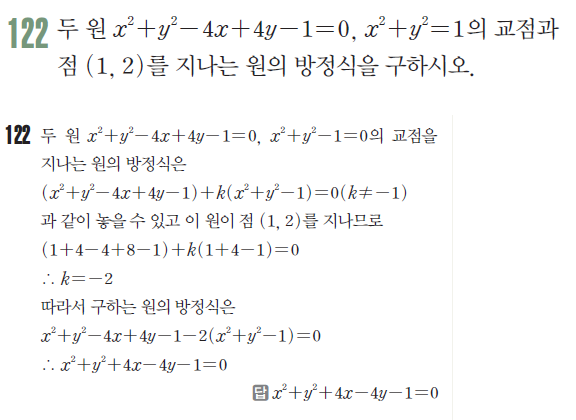 122 두 원 x²+y²-4x+4y-1=0, x²+y²=1의 교점과
점 (1, 2)를 지나는 원의 방정식을 구하시오.
122 두 원 x²+y²-4x+4y-1=0, x²+y²-1=0의 교점을
지나는 원의 방정식은
(x²+y²-4x+4y-1)+k(x²+y²-1)=0(k≠-1)
과 같이 놓을 수 있고 이 원이 점 (1, 2)를 지나므로
(1+4-4+8-1)+k(1+4-1)=0
∴ k=-2
따라서 구하는 원의 방정식은
x²+y²-4x+4y-1-2(x²+y²-1)=0
∴ x²+y²+4x-4y-1=0
답 x²+y²+4x-4y-1=0